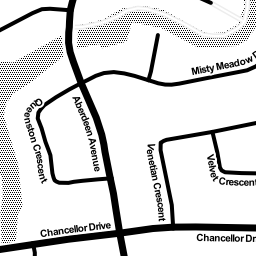 Misty Meadow
Queenston Crescent
Aberdeen Avenue
Venetian Crescent
Velvet
Crescent
Chancellor Drive
Chancellor Dr